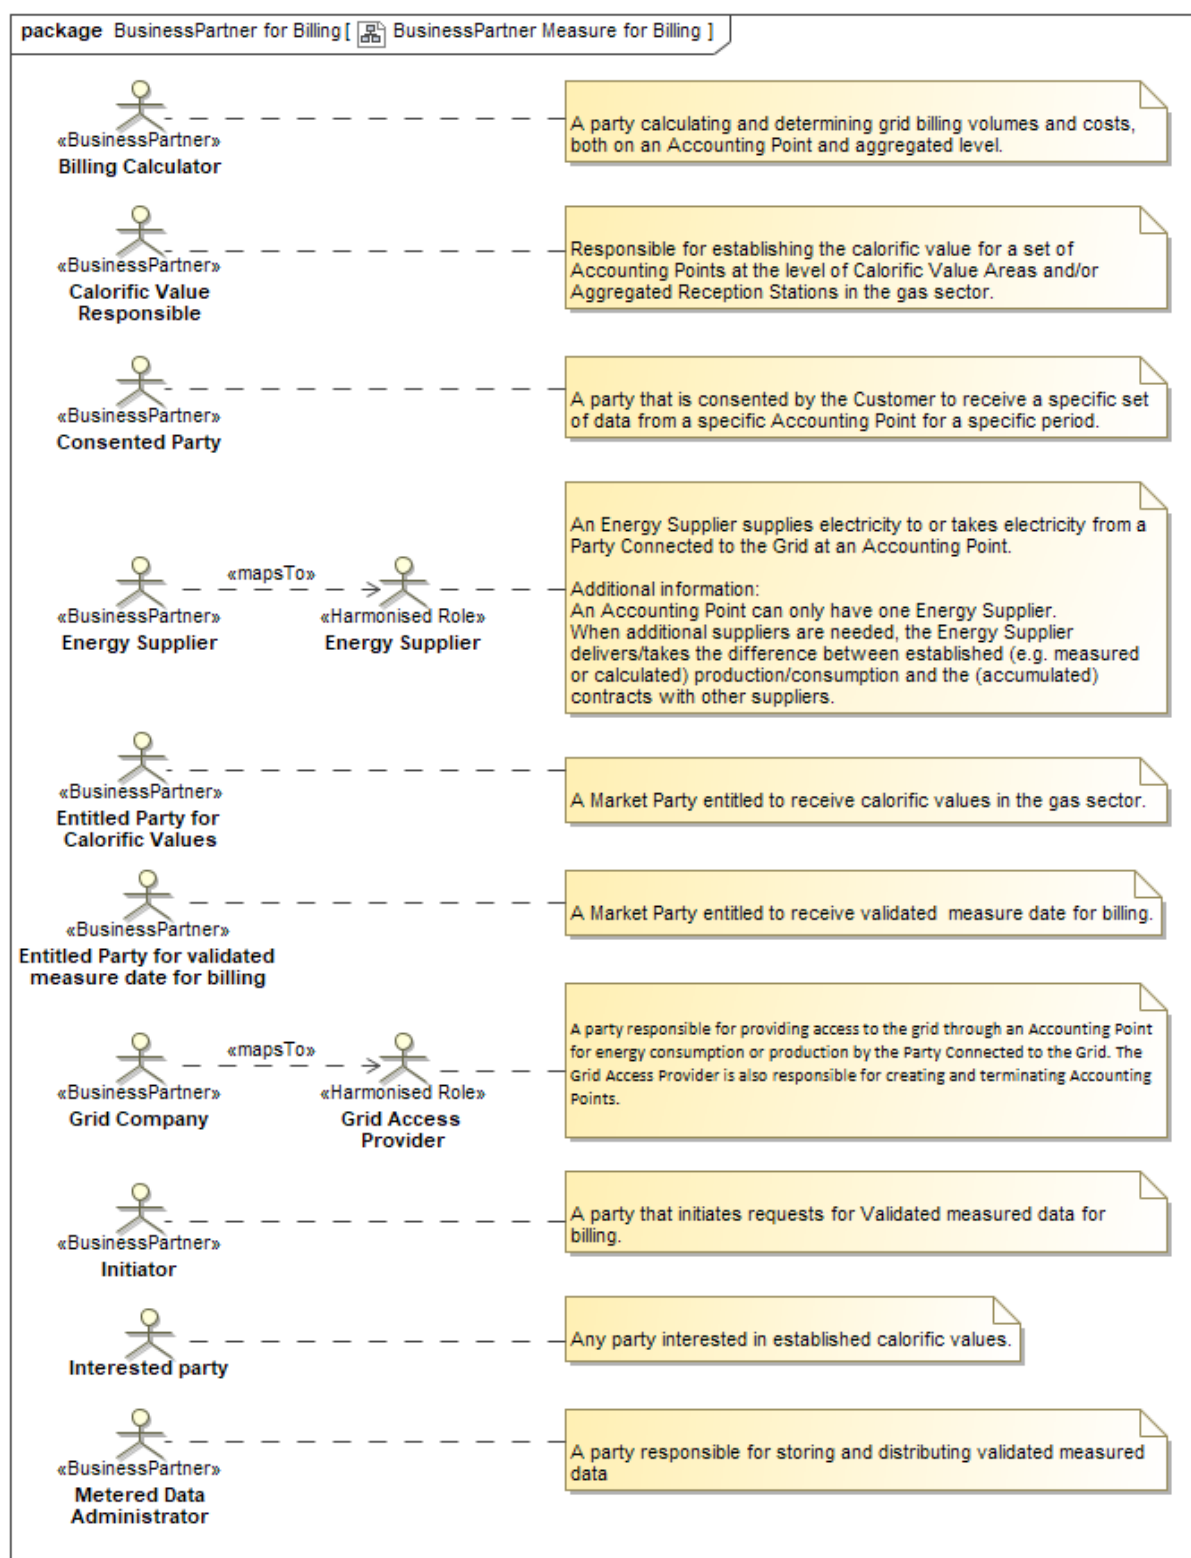 package BusinessPartner for Billing [ BusinessPartner Measure for Billing ]
«BusinessPartner»
Billing Calculator
A party calculating and determining grid billing volumes and costs,
both on an Accounting Point and aggregated level.
«BusinessPartner»
Calorific Value
Responsible
Responsible for establishing the calorific value for a set of
Accounting Points at the level of Calorific Value Areas and/or
Aggregated Reception Stations in the gas sector.
«BusinessPartner»
Consented Party
A party that is consented by the Customer to receive a specific set
of data from a specific Accounting Point for a specific period.
«BusinessPartner»
Energy Supplier
«mapsTo»
«Harmonised Role»
Energy Supplier
An Energy Supplier supplies electricity to or takes electricity from a
Party Connected to the Grid at an Accounting Point.
Additional information:
An Accounting Point can only have one Energy Supplier.
When additional suppliers are needed, the Energy Supplier
delivers/takes the difference between established (e.g. measured
or calculated) production/consumption and the (accumulated)
contracts with other suppliers.
«BusinessPartner»
Entitled Party for
Calorific Values
A Market Party entitled to receive calorific values in the gas sector.
«BusinessPartner»
Entitled Party for validated
measure date for billing
A Market Party entitled to receive validated  measure date for billing.
«BusinessPartner»
Grid Company
«mapsTo»
«Harmonised Role»
Grid Access
Provider
A party responsible for providing access to the grid through an Accounting Point
for energy consumption or production by the Party Connected to the Grid. The
Grid Access Provider is also responsible for creating and terminating Accounting
Points.
«BusinessPartner»
Initiator
A party that initiates requests for Validated measured data for
billing.
Interested party
Any party interested in established calorific values.
«BusinessPartner»
Metered Data
Administrator
A party responsible for storing and distributing validated measured
data